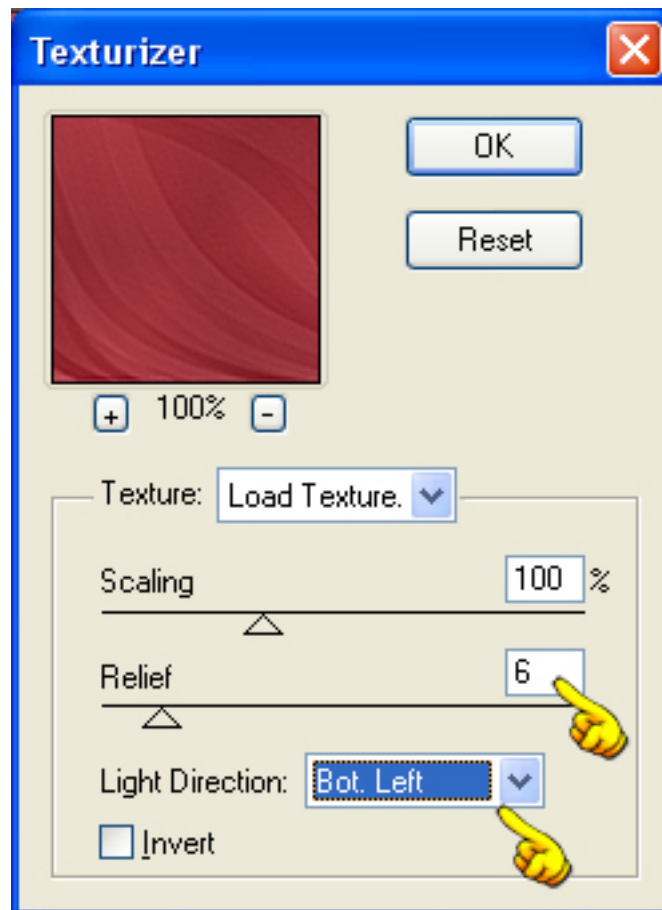 Texturizer
OK
Reset
+ 100% -
Texture: Load Texture.
Scaling 100 %
Relief 6
Light Direction: Bot. Left
Invert